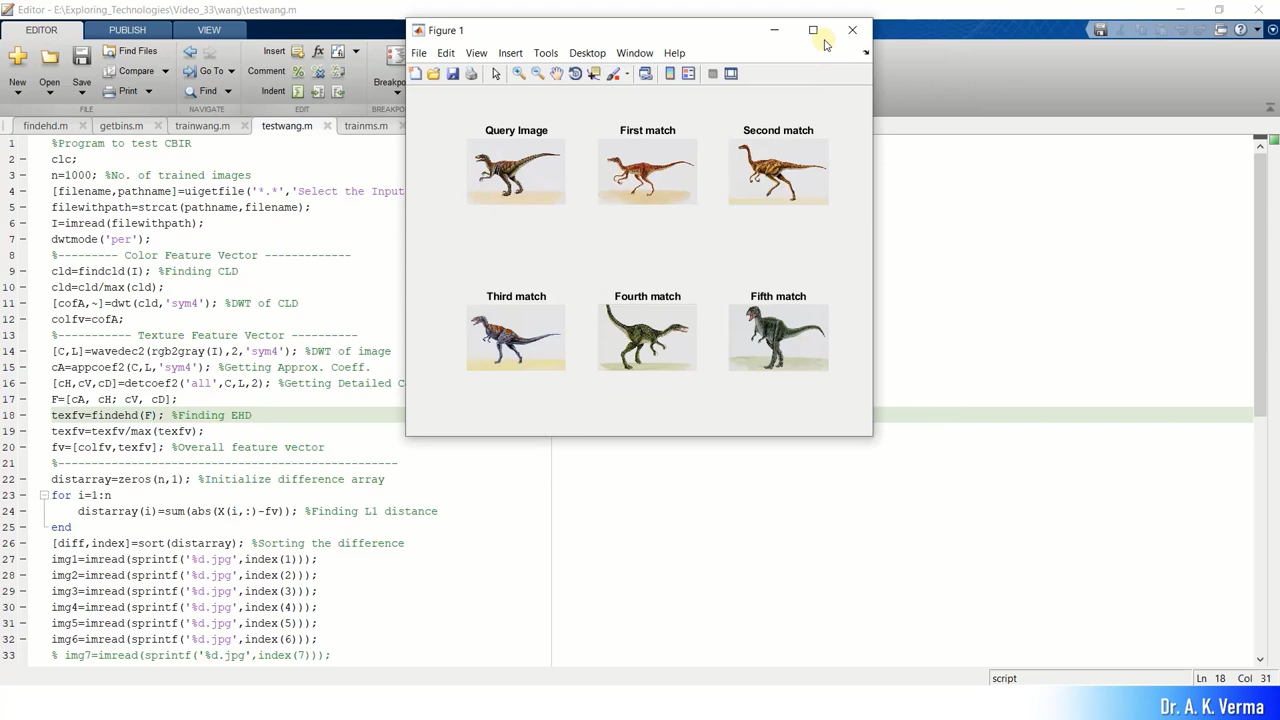 Editor - E:\Exploring_Technologies\Video_33\wang\testwang.m
EDITOR PUBLISH VIEW
New Open Save
Find Files
Compare
Print
FILE
Go To
Find
NAVIGATE
Insert
Comment
Indent
EDIT
Breakpo
findehd.m getbins.m trainwang.m testwang.m trainms.m
1 %Program to test CBIR
2 clc;
3 n=1000; %No. of trained images
4 [filename,pathname]=uigetfile('*.*','Select the Input
5 filewithpath=strcat(pathname,filename);
6 I=imread(filewithpath);
7 dwtmode('per');
8 %--------- Color Feature Vector -------------
9 cld=findcld(I); %Finding CLD
10 cld=cld/max(cld);
11 [cofA,~]=dwt(cld,'sym4'); %DWT of CLD
12 colfv=cofA;
13 %----------- Texture Feature Vector ----------
14 [C,L]=wavedec2(rgb2gray(I),2,'sym4'); %DWT of image
15 cA=appcoef2(C,L,'sym4'); %Getting Approx. Coeff.
16 [cH,cV,cD]=detcoef2('all',C,L,2); %Getting Detailed C
17 F=[cA, cH; cV, cD];
18 texfv=findehd(F); %Finding EHD
19 texfv=texfv/max(texfv);
20 fv=[colfv,texfv]; %Overall feature vector
21 %--------------------------------------------------
22 distarray=zeros(n,1); %Initialize difference array
23 for i=1:n
24 distarray(i)=sum(abs(X(i,:)-fv)); %Finding L1 distance
25 end
26 [diff,index]=sort(distarray); %Sorting the difference
27 img1=imread(sprintf('%d.jpg',index(1)));
28 img2=imread(sprintf('%d.jpg',index(2)));
29 img3=imread(sprintf('%d.jpg',index(3)));
30 img4=imread(sprintf('%d.jpg',index(4)));
31 img5=imread(sprintf('%d.jpg',index(5)));
32 img6=imread(sprintf('%d.jpg',index(6)));
33 % img7=imread(sprintf('%d.jpg',index(7)));
Figure 1
File Edit View Insert Tools Desktop Window Help
Query Image First match Second match
Third match Fourth match Fifth match
script Ln 18 Col 31
Dr. A. K. Verma